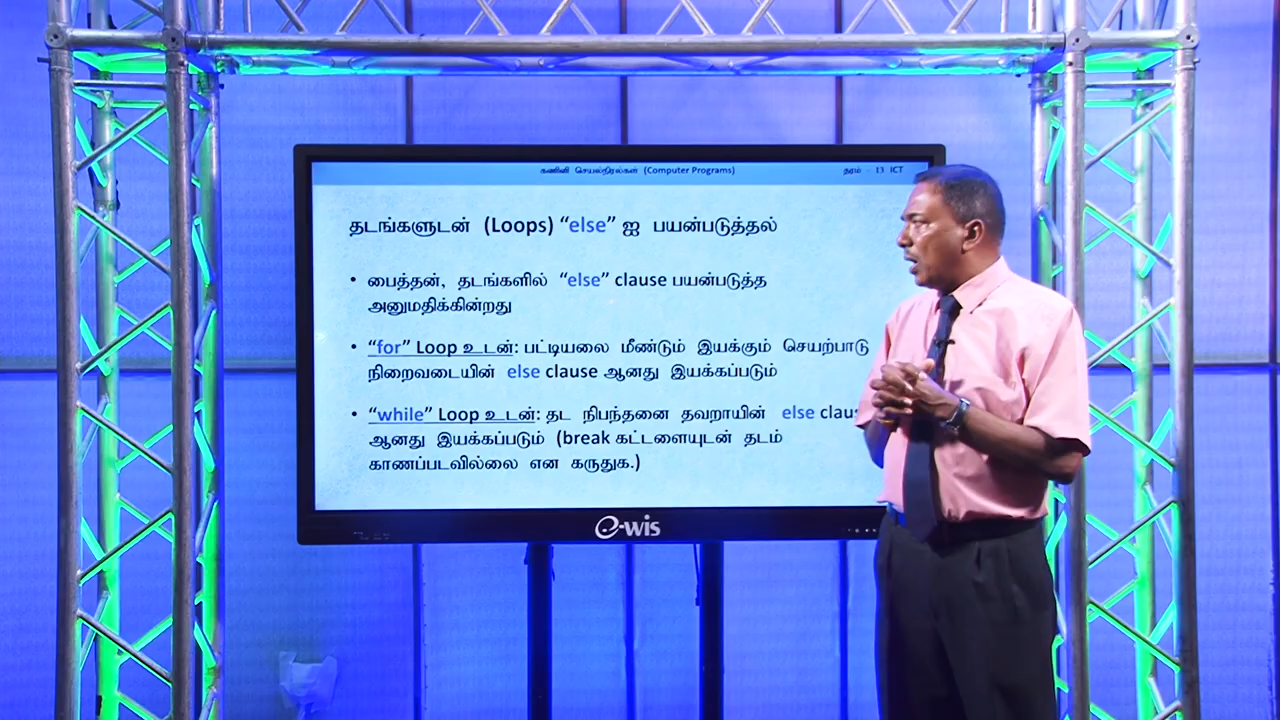 கணினி செயல்நிரல்கள் (Computer Programs) தரம் - 13 ICT
தடங்களுடன் (Loops) “else” ஐ பயன்படுத்தல்
• பைத்தன், தடங்களில் “else” clause பயன்படுத்த
அனுமதிக்கின்றது
• “for” Loop உடன்: பட்டியலை மீண்டும் இயக்கும் செயற்பாடு
நிறைவடையின் else clause ஆனது இயக்கப்படும்
• “while” Loop உடன்: தட நிபந்தனை தவறாயின் else claus
ஆனது இயக்கப்படும் (break கட்டளையுடன் தடம்
காணப்படவில்லை என கருதுக.)
e-wis